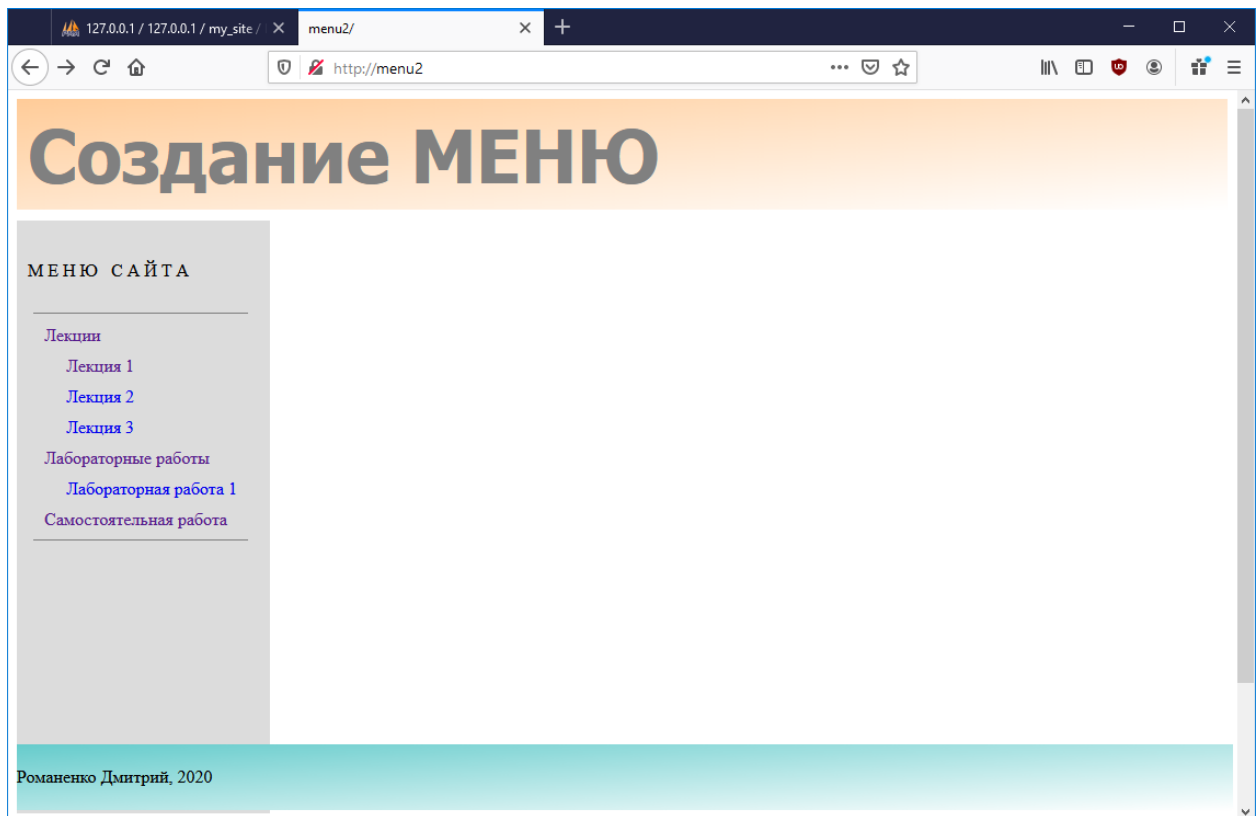 127.0.0.1 / 127.0.0.1 / my_site /
menu2/
http://menu2
Создание МЕНЮ
МЕНЮ САЙТА
Лекции
Лекция 1
Лекция 2
Лекция 3
Лабораторные работы
Лабораторная работа 1
Самостоятельная работа
Романенко Дмитрий, 2020